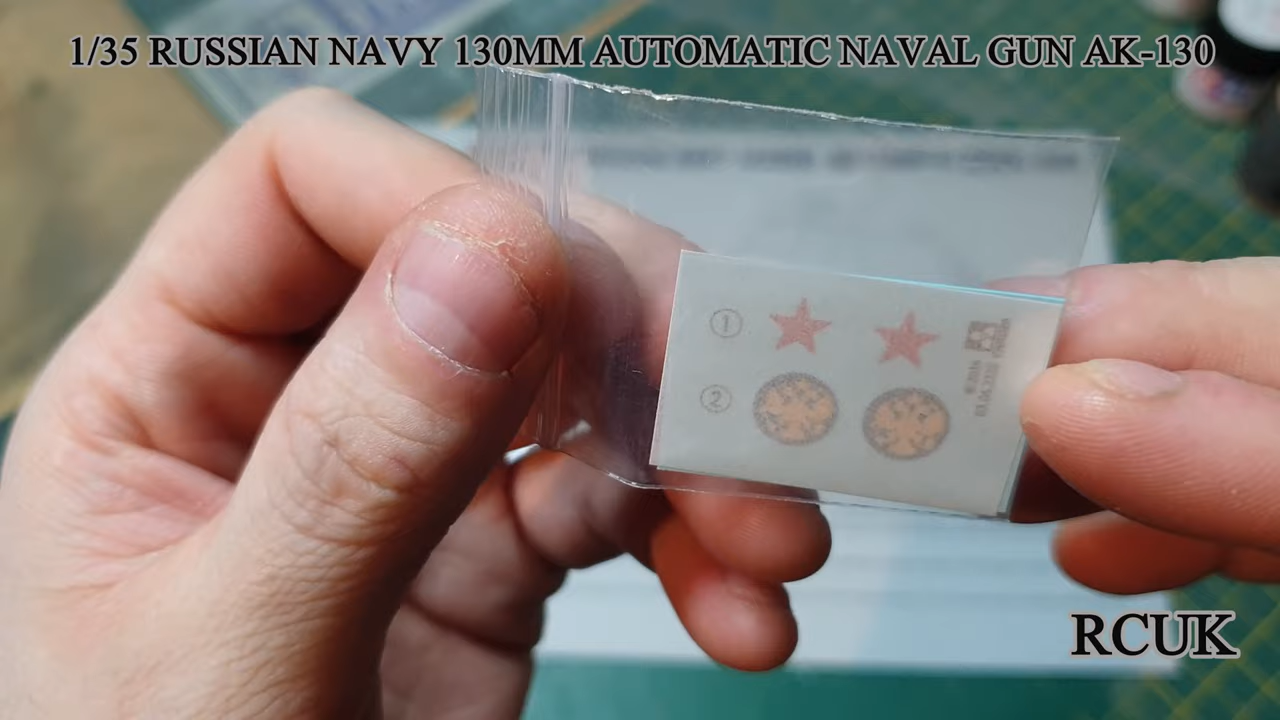 1/35 RUSSIAN NAVY 130MM AUTOMATIC NAVAL GUN AK-130
①
②
RCUK